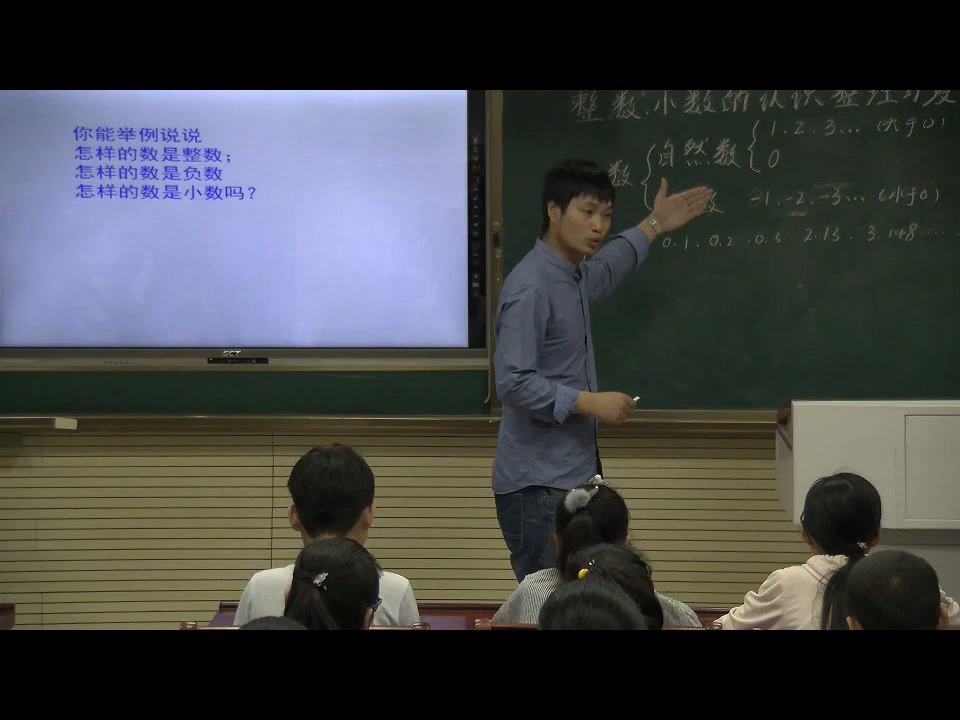 你能举例说说
怎样的数是整数；
怎样的数是负数
怎样的数是小数吗？
SCT
整数、小数的认识整理与反
数 自然数 1、2、3… （大于0）
0
数 -1、-2、-3… （小于0）
0.1、0.2、0.3、2.13、3.148……